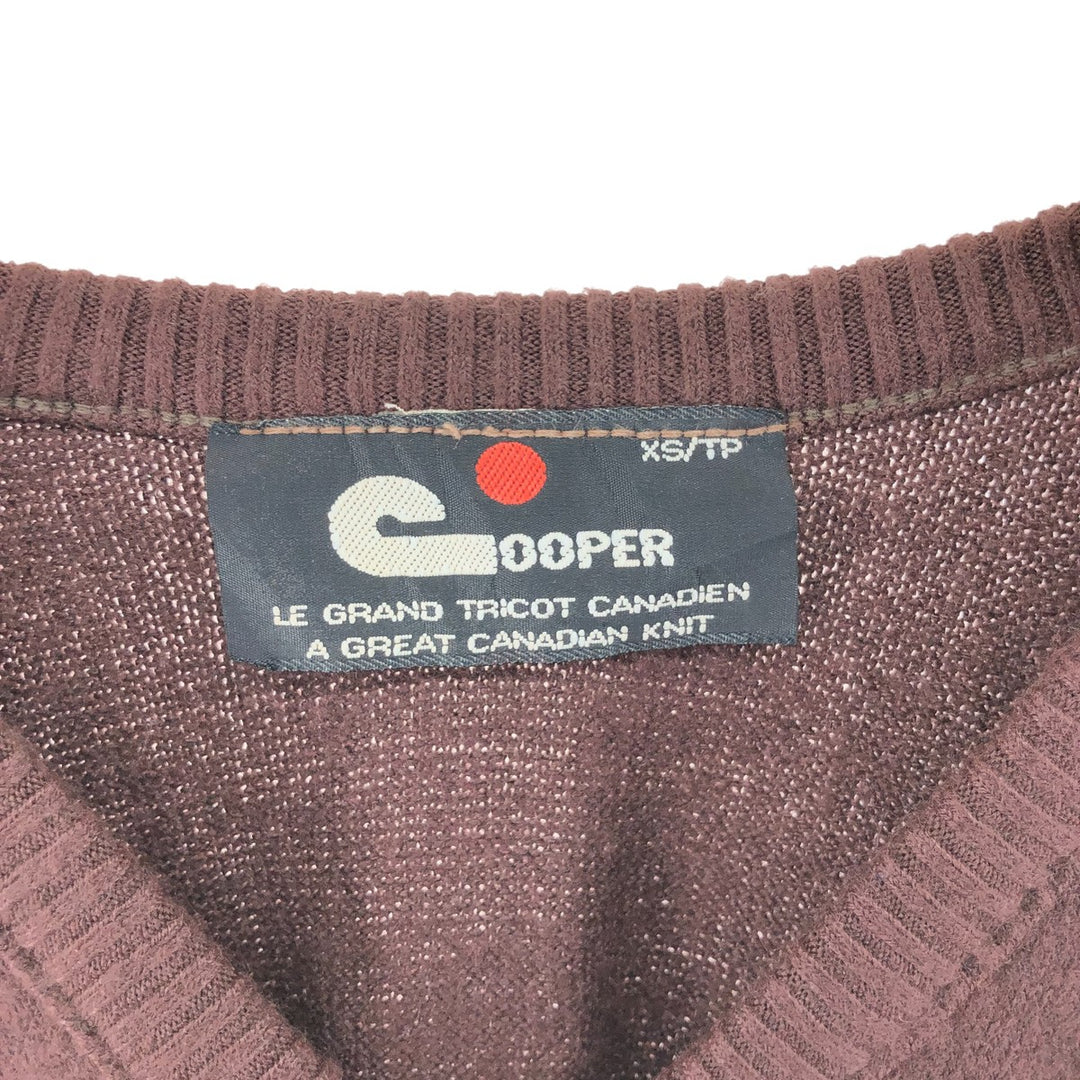 XS/TP
COOPER
LE GRAND TRICOT CANADIEN
A GREAT CANADIAN KNIT